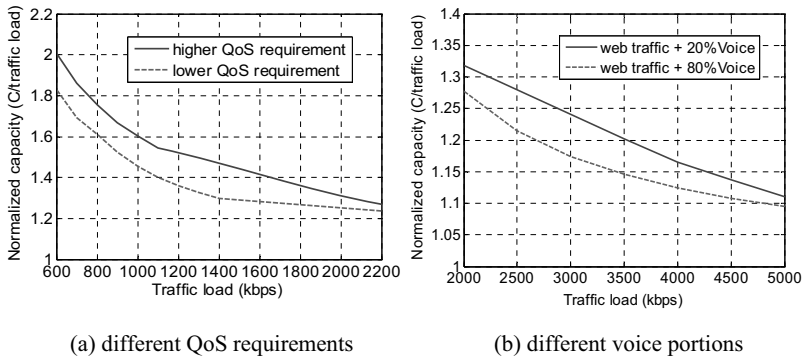 Normalized capacity (C/traffic load)
2.2
2
1.8
1.6
1.4
1.2
1
higher QoS requirement
lower QoS requirement
600 800 1000 1200 1400 1600 1800 2000 2200
Traffic load (kbps)
(a) different QoS requirements
Normalized capacity (C/traffic load)
1.4
1.35
1.3
1.25
1.2
1.15
1.1
1.05
1
web traffic + 20%Voice
web traffic + 80%Voice
2000 2500 3000 3500 4000 4500 5000
Traffic load (kbps)
(b) different voice portions